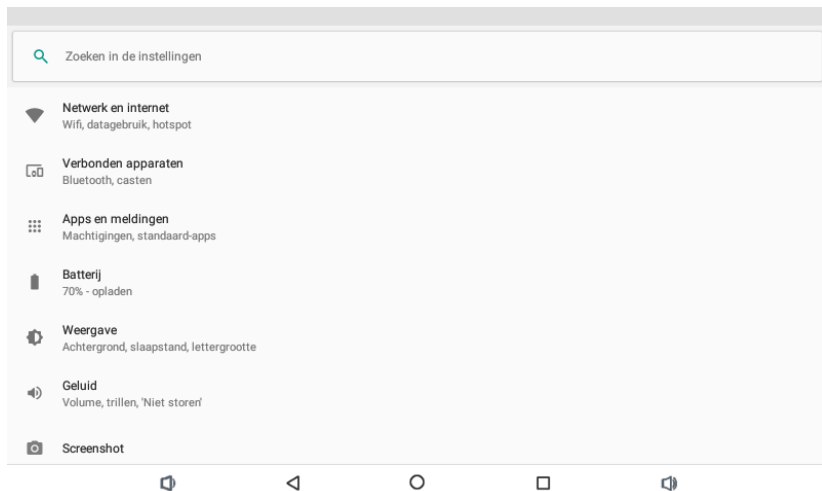 Zoeken in de instellingen
Netwerk en internet
Wifi, datagebruik, hotspot
Verbonden apparaten
Bluetooth, casten
Apps en meldingen
Machtigingen, standaard-apps
Batterij
70% - opladen
Weergave
Achtergrond, slaapstand, lettergrootte
Geluid
Volume, trillen, 'Niet storen'
Screenshot